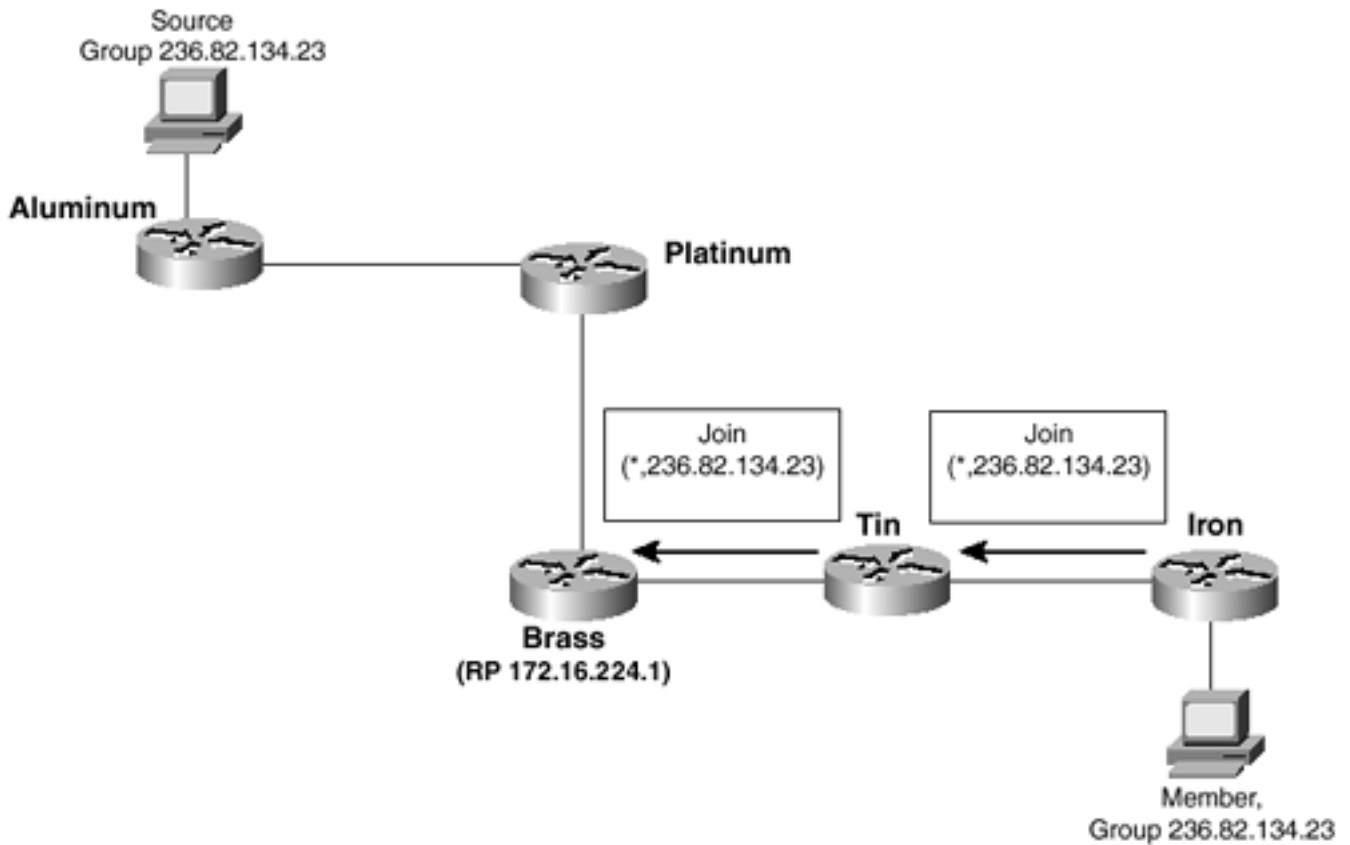 Source
Group 236.82.134.23
Aluminum
Platinum
Join
(*,236.82.134.23)
Join
(*,236.82.134.23)
Tin
Iron
Brass
(RP 172.16.224.1)
Member,
Group 236.82.134.23